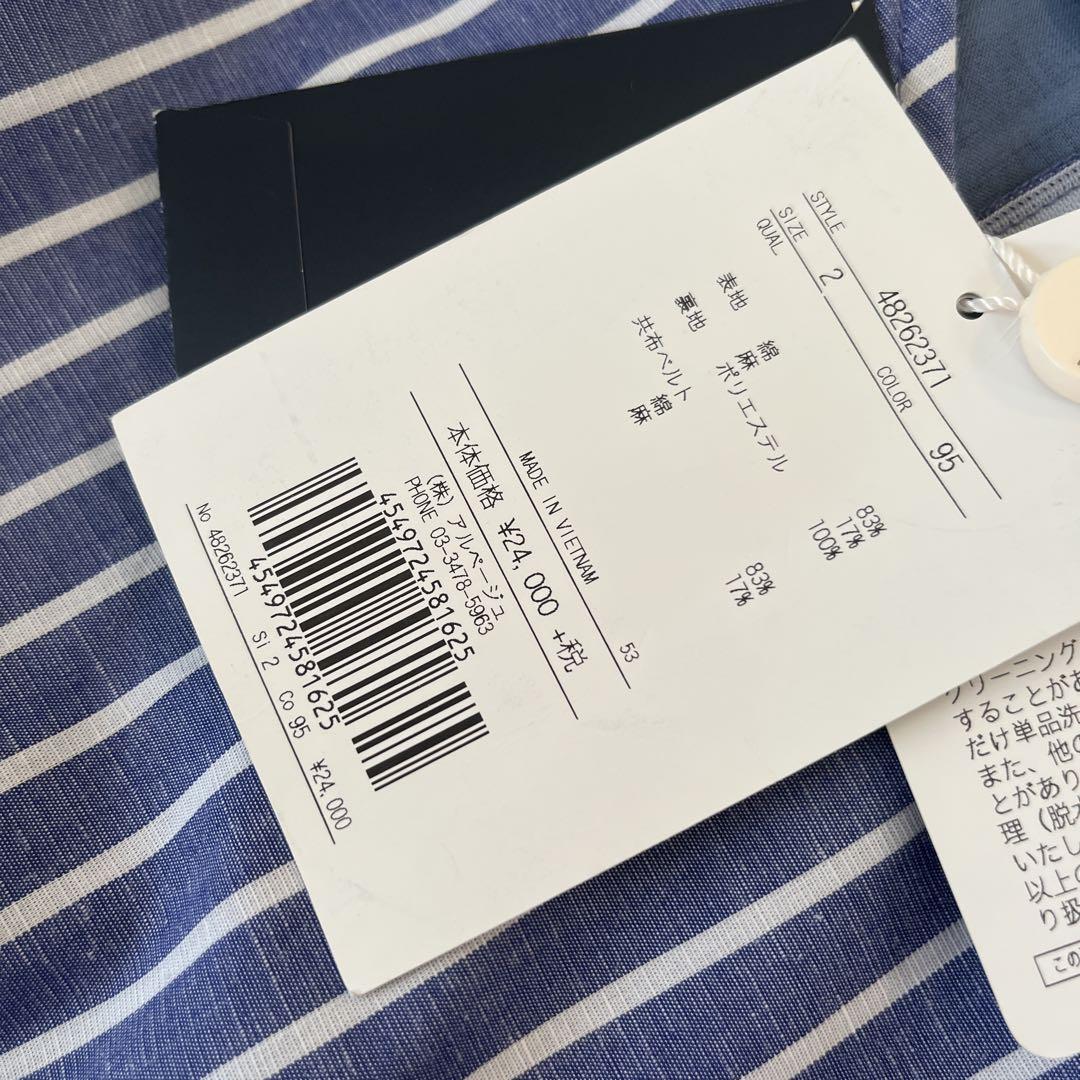 STYLE 48262371
SIZE 2 COLOR 95
QUAL
表地 綿 83%
麻 17%
裏地 ポリエステル 100%
共布ベルト
綿 83%
麻 17%
MADE IN VIETNAM 53
本体価格 ¥24,000 +税
(株) アルページュ
PHONE 03-3478-5963
4549724581625
4549724581625
No 48262371 Si 2 Co 95 ¥24,000
クリーニング
することがあ
だけ単品洗
また、他の
とがあり
理（脱水
いたし
以上の
り扱
この